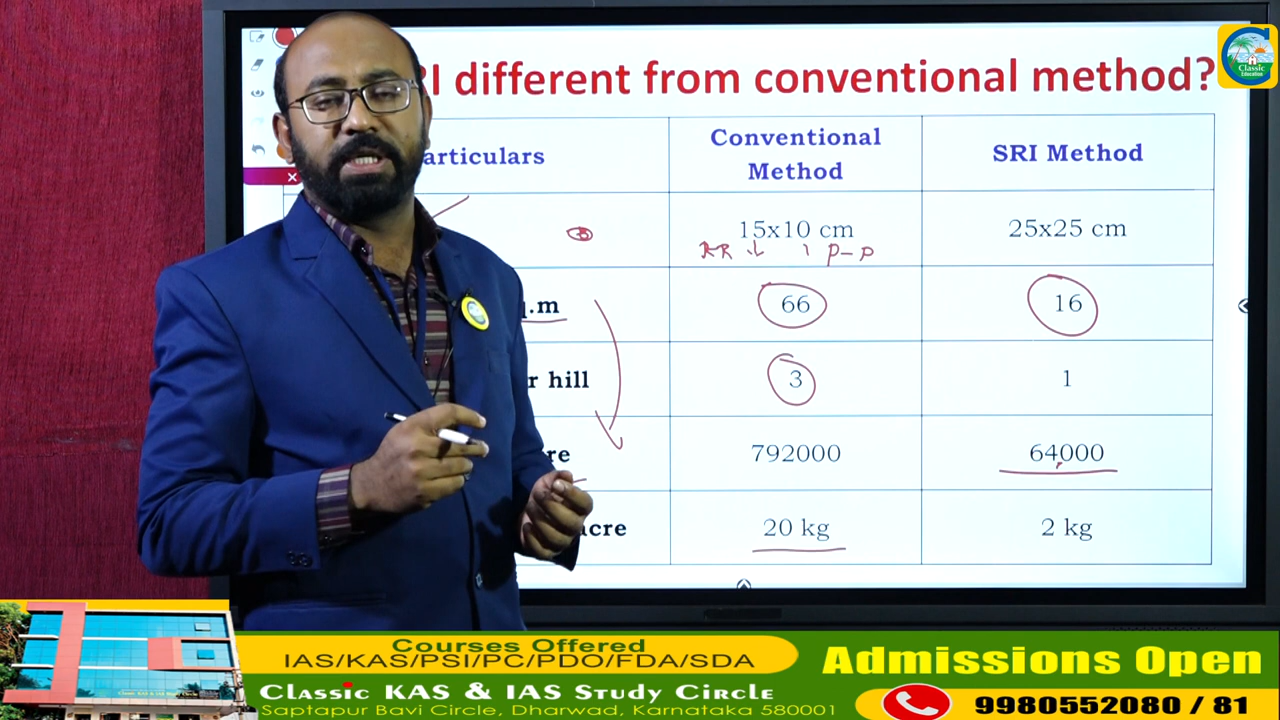 RI different from conventional method?
Classic
Education
articulars
Conventional
Method
SRI Method
15x10 cm
25x25 cm
RR
P-P
q.m
66
16
r hill
3
1
re
792000
64,000
acre
20 kg
2 kg
Courses Offered
IAS/KAS/PSI/PC/PDO/FDA/SDA
Classic KAS & IAS Study Circle
Saptapur Bavi Circle, Dharwad, Karnataka 580001
Admissions Open
9980552080 / 81